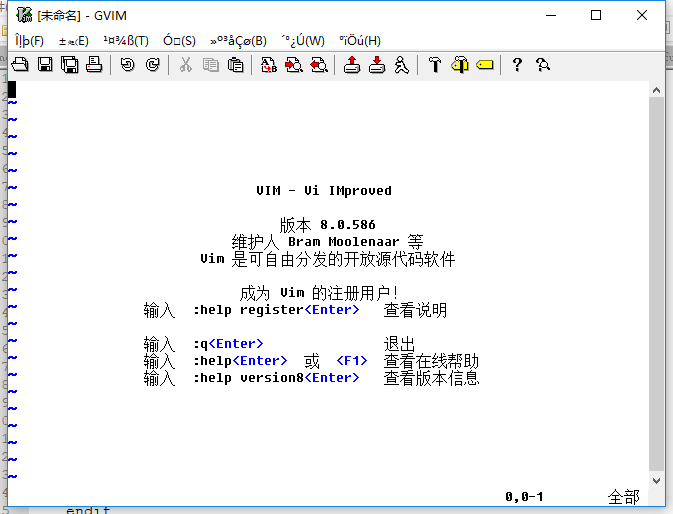 [未命名] - GVIM
Îļþ(F) ±à¼­(E) ¹¤¾ß(T) Ó﷨(S) »º³åÇø(B) ´°¿Ú(W) °ïÖú(H)
VIM - Vi IMproved
版本 8.0.586
维护人 Bram Moolenaar 等
Vim 是可自由分发的开放源代码软件
成为 Vim 的注册用户!
输入 :help register<Enter> 查看说明
输入 :q<Enter> 退出
输入 :help<Enter> 或 <F1> 查看在线帮助
输入 :help version8<Enter> 查看版本信息
0,0-1 全部
endif